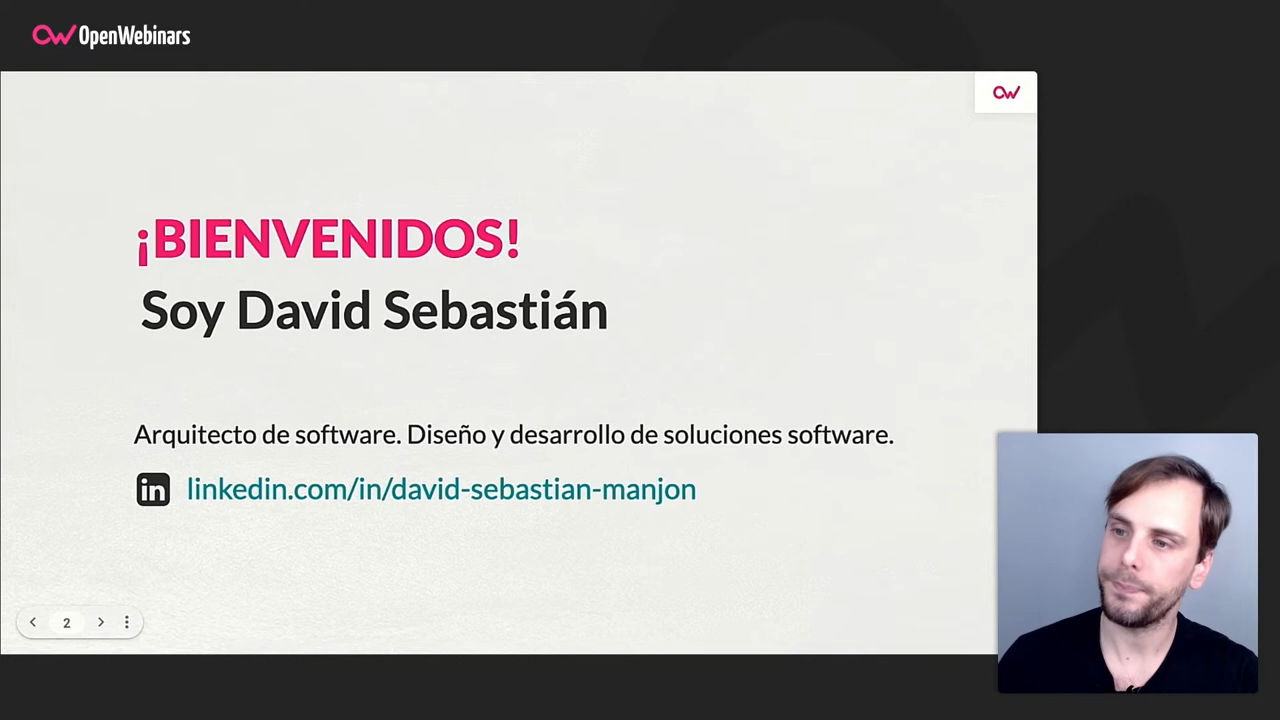 OpenWebinars
¡BIENVENIDOS!
Soy David Sebastián
Arquitecto de software. Diseño y desarrollo de soluciones software.
in linkedin.com/in/david-sebastian-manjon
2